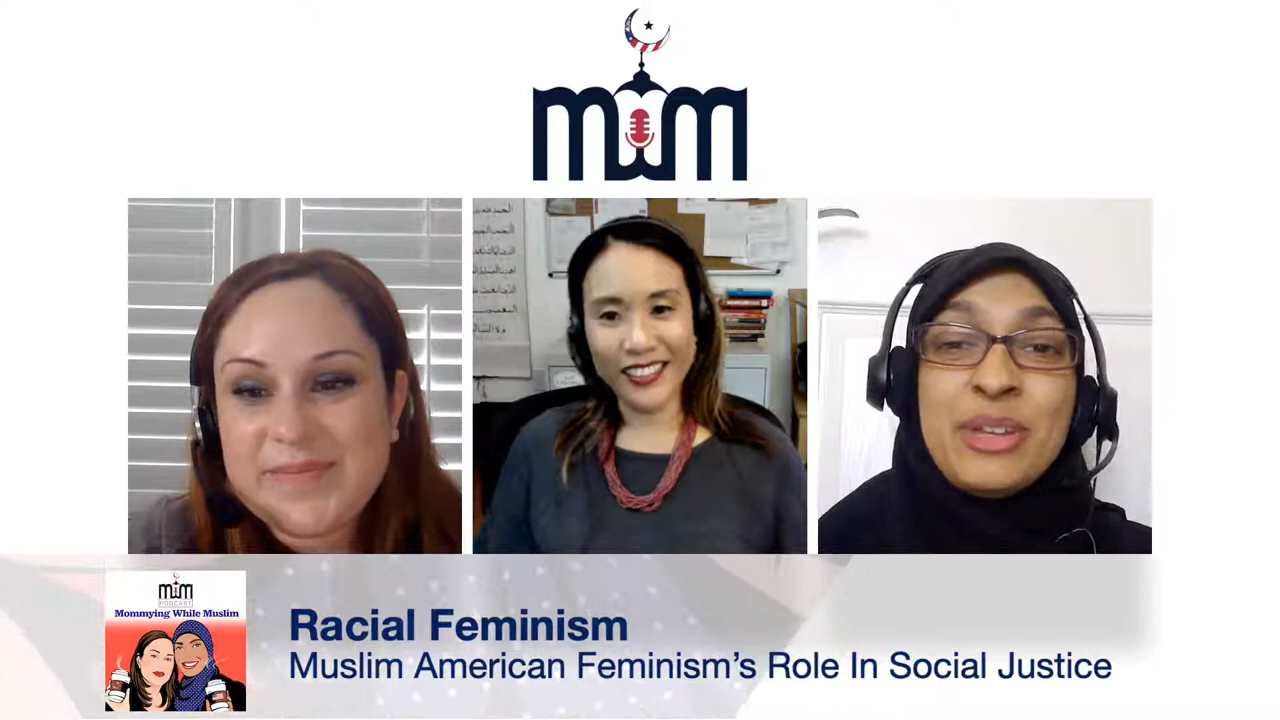 MWM
MWM
PODCAST
Mommying While Muslim
Racial Feminism
Muslim American Feminism's Role In Social Justice